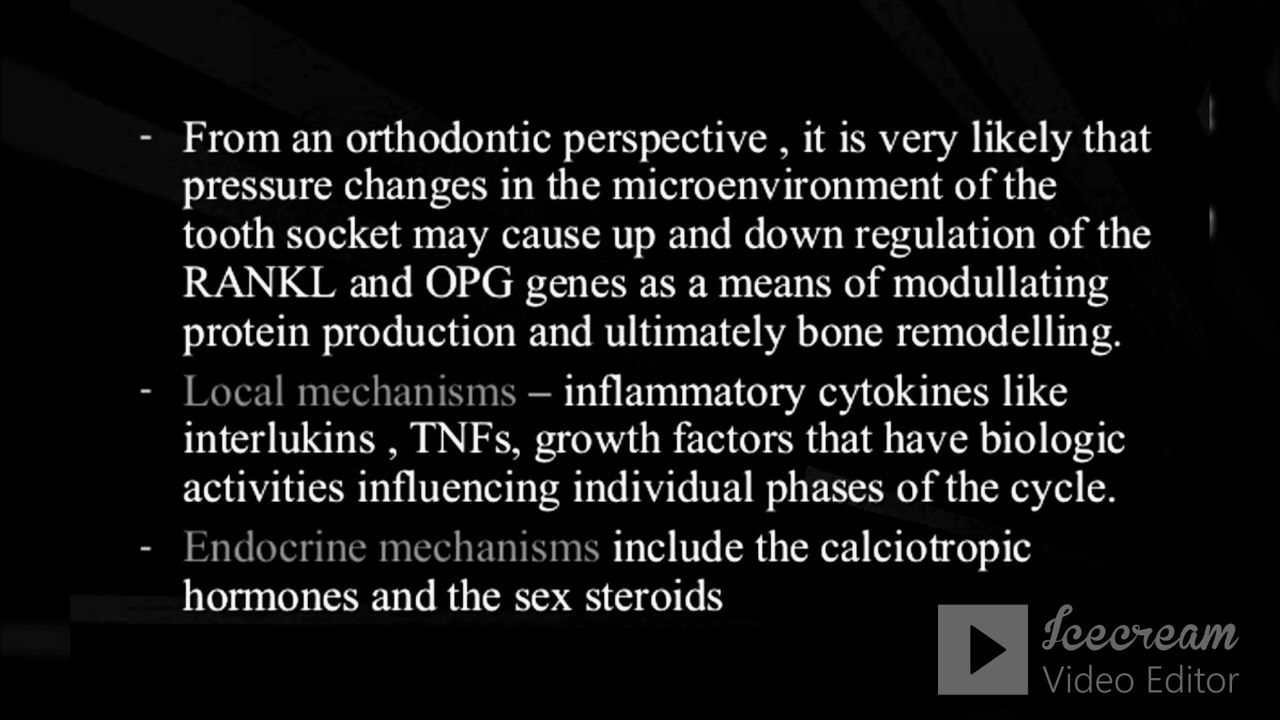 - From an orthodontic perspective , it is very likely that
pressure changes in the microenvironment of the
tooth socket may cause up and down regulation of the
RANKL and OPG genes as a means of modullating
protein production and ultimately bone remodelling.
- Local mechanisms – inflammatory cytokines like
interlukins , TNFs, growth factors that have biologic
activities influencing individual phases of the cycle.
- Endocrine mechanisms include the calciotropic
hormones and the sex steroids
Icecream
Video Editor